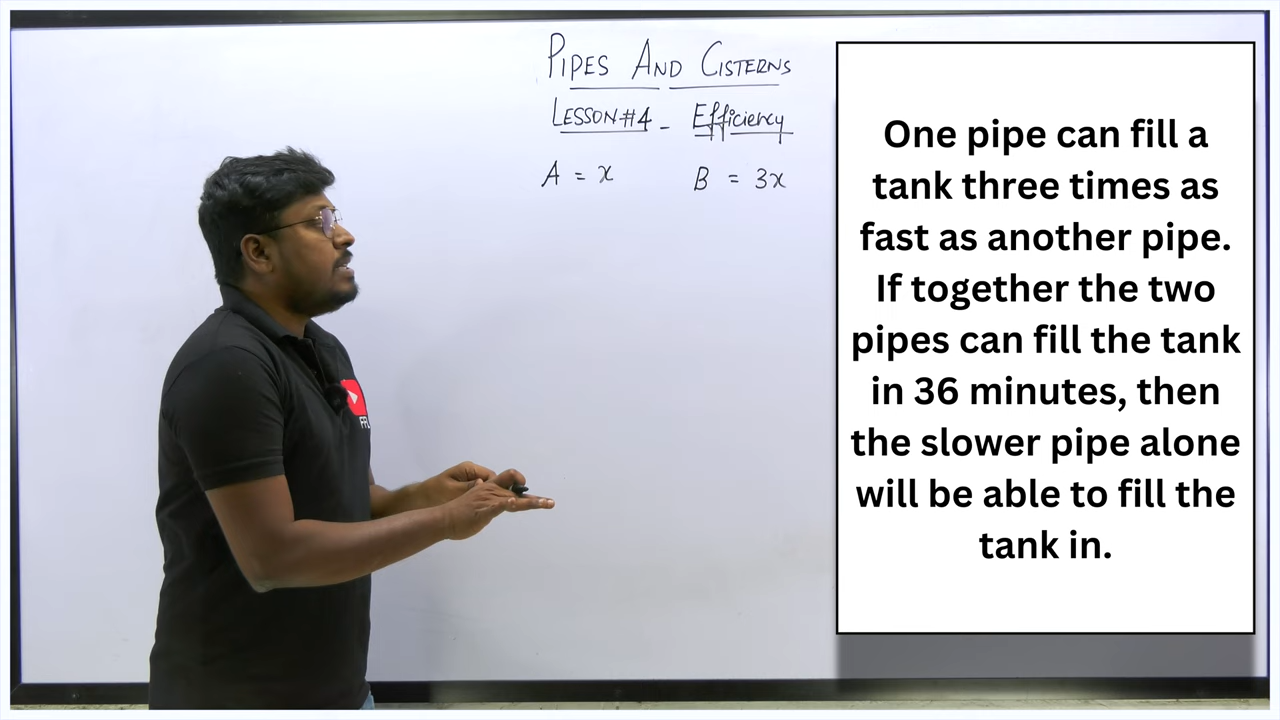 PIPES AND CISTERNS
LESSON #4 - Efficiency
A = x B = 3x
One pipe can fill a
tank three times as
fast as another pipe.
If together the two
pipes can fill the tank
in 36 minutes, then
the slower pipe alone
will be able to fill the
tank in.